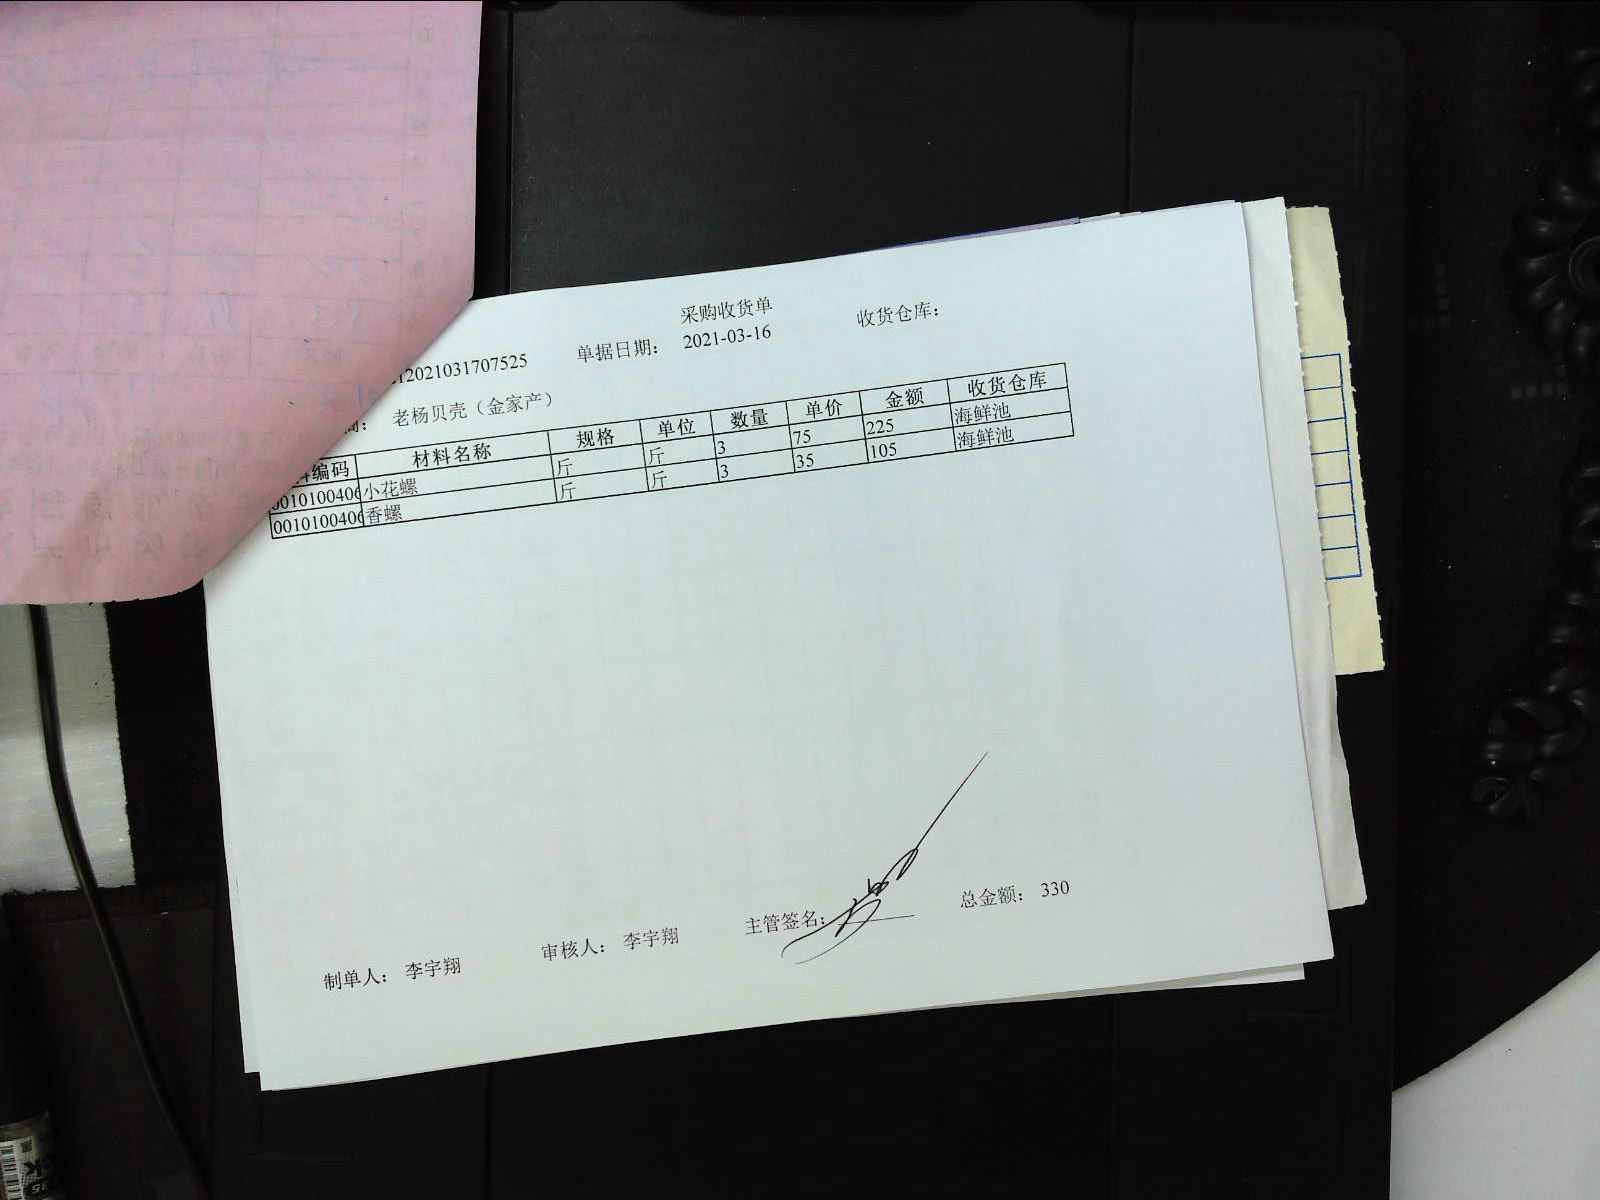 采购收货单
12021031707525 单据日期： 2021-03-16 收货仓库：
老杨贝壳（金家产）
编码 材料名称 规格 单位 数量 单价 金额 收货仓库
0010100406 小花螺 斤 斤 3 75 225 海鲜池
0010100406 香螺 斤 斤 3 35 105 海鲜池
制单人： 李宇翔 审核人： 李宇翔 主管签名： 总金额： 330